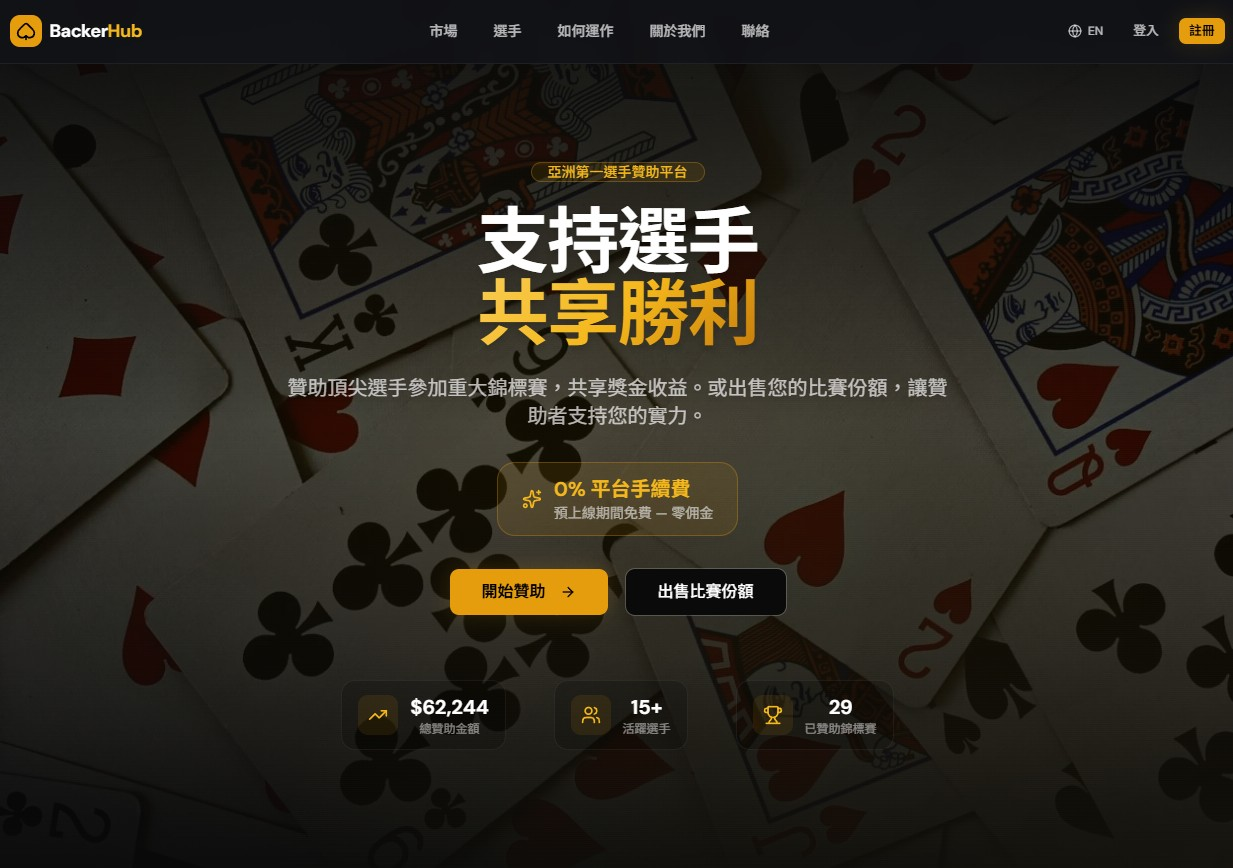 BackerHub
市場
選手
如何運作
關於我們
聯絡
EN
登入
註冊
亞洲第一選手贊助平台
支持選手
共享勝利
贊助頂尖選手參加重大錦標賽，共享獎金收益。或出售您的比賽份額，讓贊
助者支持您的實力。
0% 平台手續費
預上線期間免費 — 零佣金
開始贊助 →
出售比賽份額
$62,244
總贊助金額
15+
活躍選手
29
已贊助錦標賽
K
9
2
Q
2
2